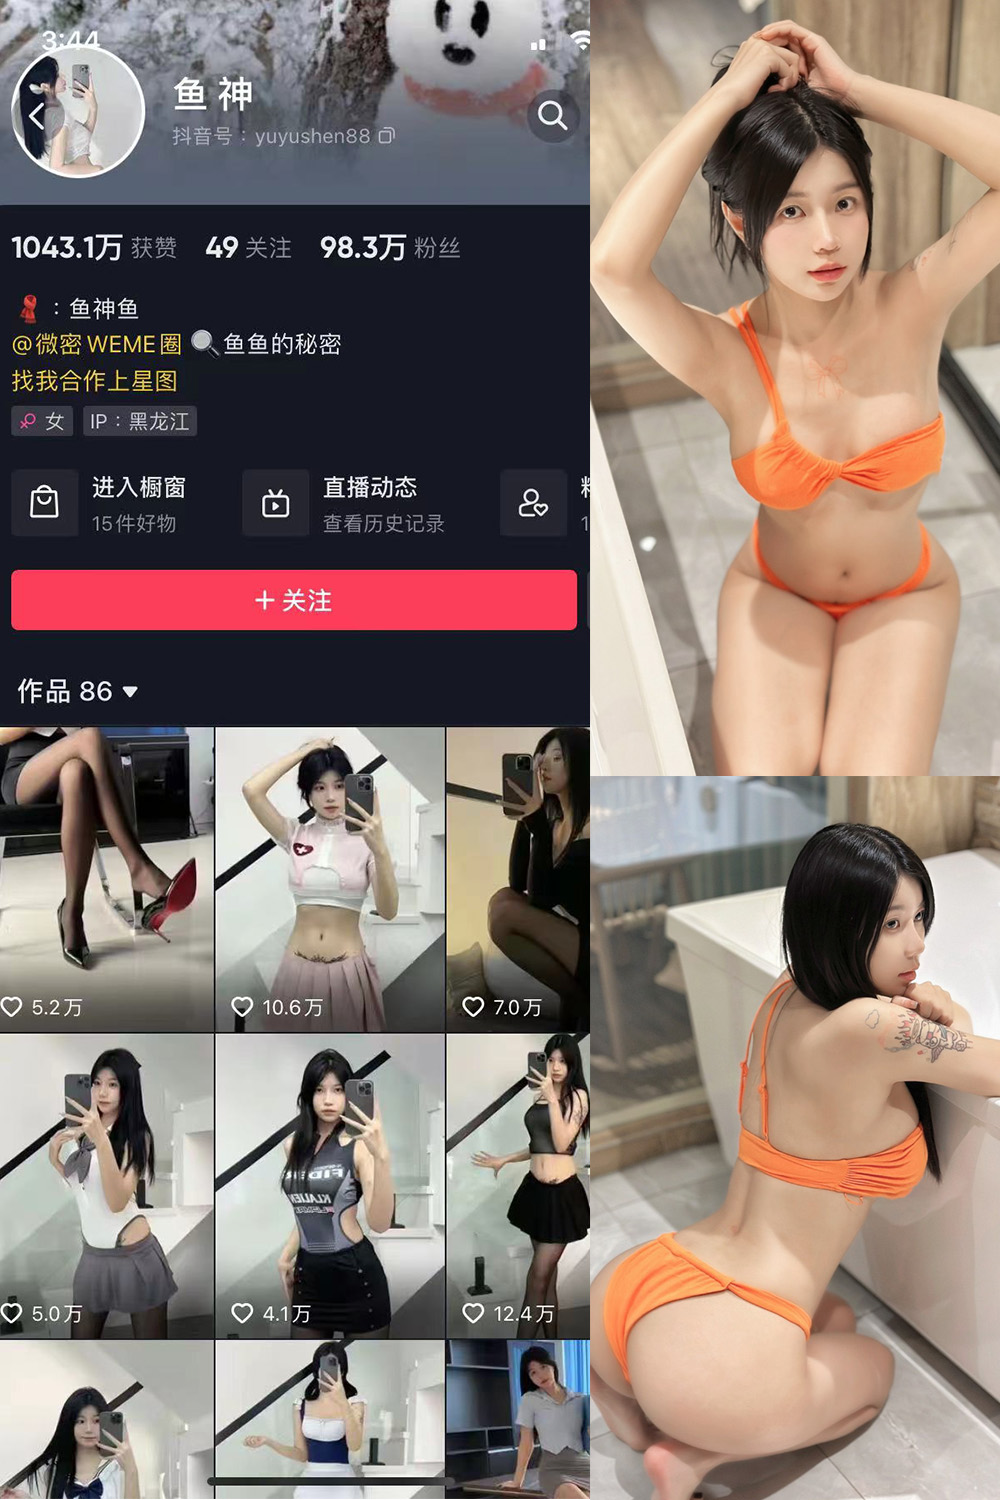 3:44
鱼 神
抖音号：yuyushen88
1043.1万 获赞 49 关注 98.3万 粉丝
：鱼神鱼
@微密 WEME圈 鱼鱼的秘密
找我合作上星图
女 IP：黑龙江
进入橱窗 直播动态
15件好物 查看历史记录 1
+ 关注
作品 86
5.2万 10.6万 7.0万
5.0万 4.1万 12.4万